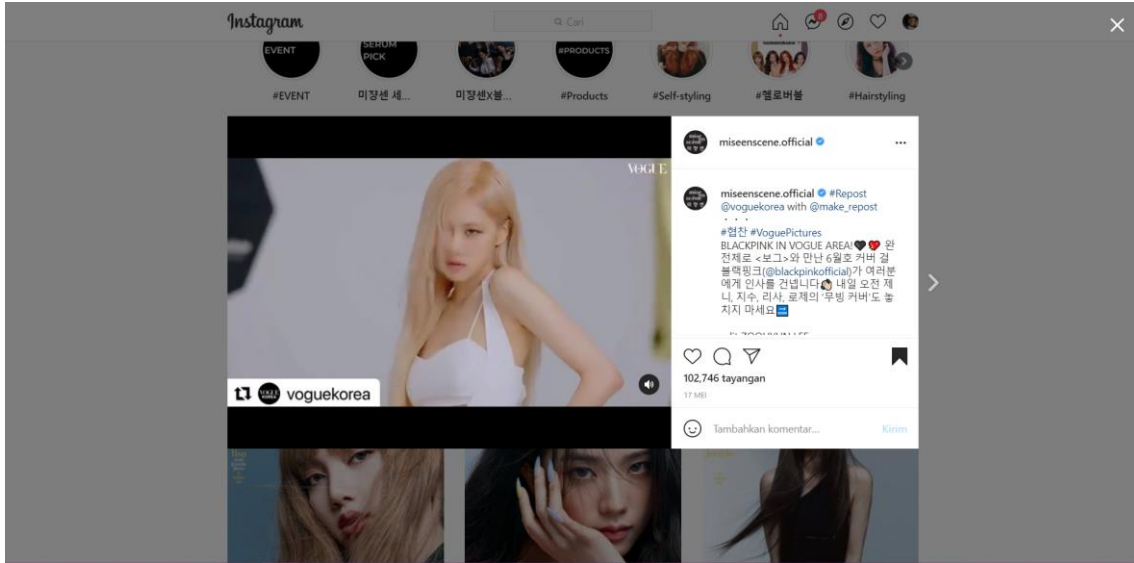 Instagram
Cari
8
EVENT
SERUM
PICK
#PRODUCTS
#EVENT
미쟝센 세...
미쟝센X블...
#Products
#Self-styling
#헬로버블
#Hairstyling
VOGUE
voguekorea
miseenscene.official
miseenscene.official #Repost
@voguekorea with @make_repost
・・・
#협찬 #VoguePictures
BLACKPINK IN VOGUE AREA!🖤❤️ 완
전제로 <보그>와 만난 6월호 커버 걸
블랙핑크(@blackpinkofficial)가 여러분
에게 인사를 건넵니다 내일 오전 제
니, 지수, 리사, 로제의 '무빙 커버'도 놓
치지 마세요
102,746 tayangan
17 MEI
Tambahkan komentar...
Kirim